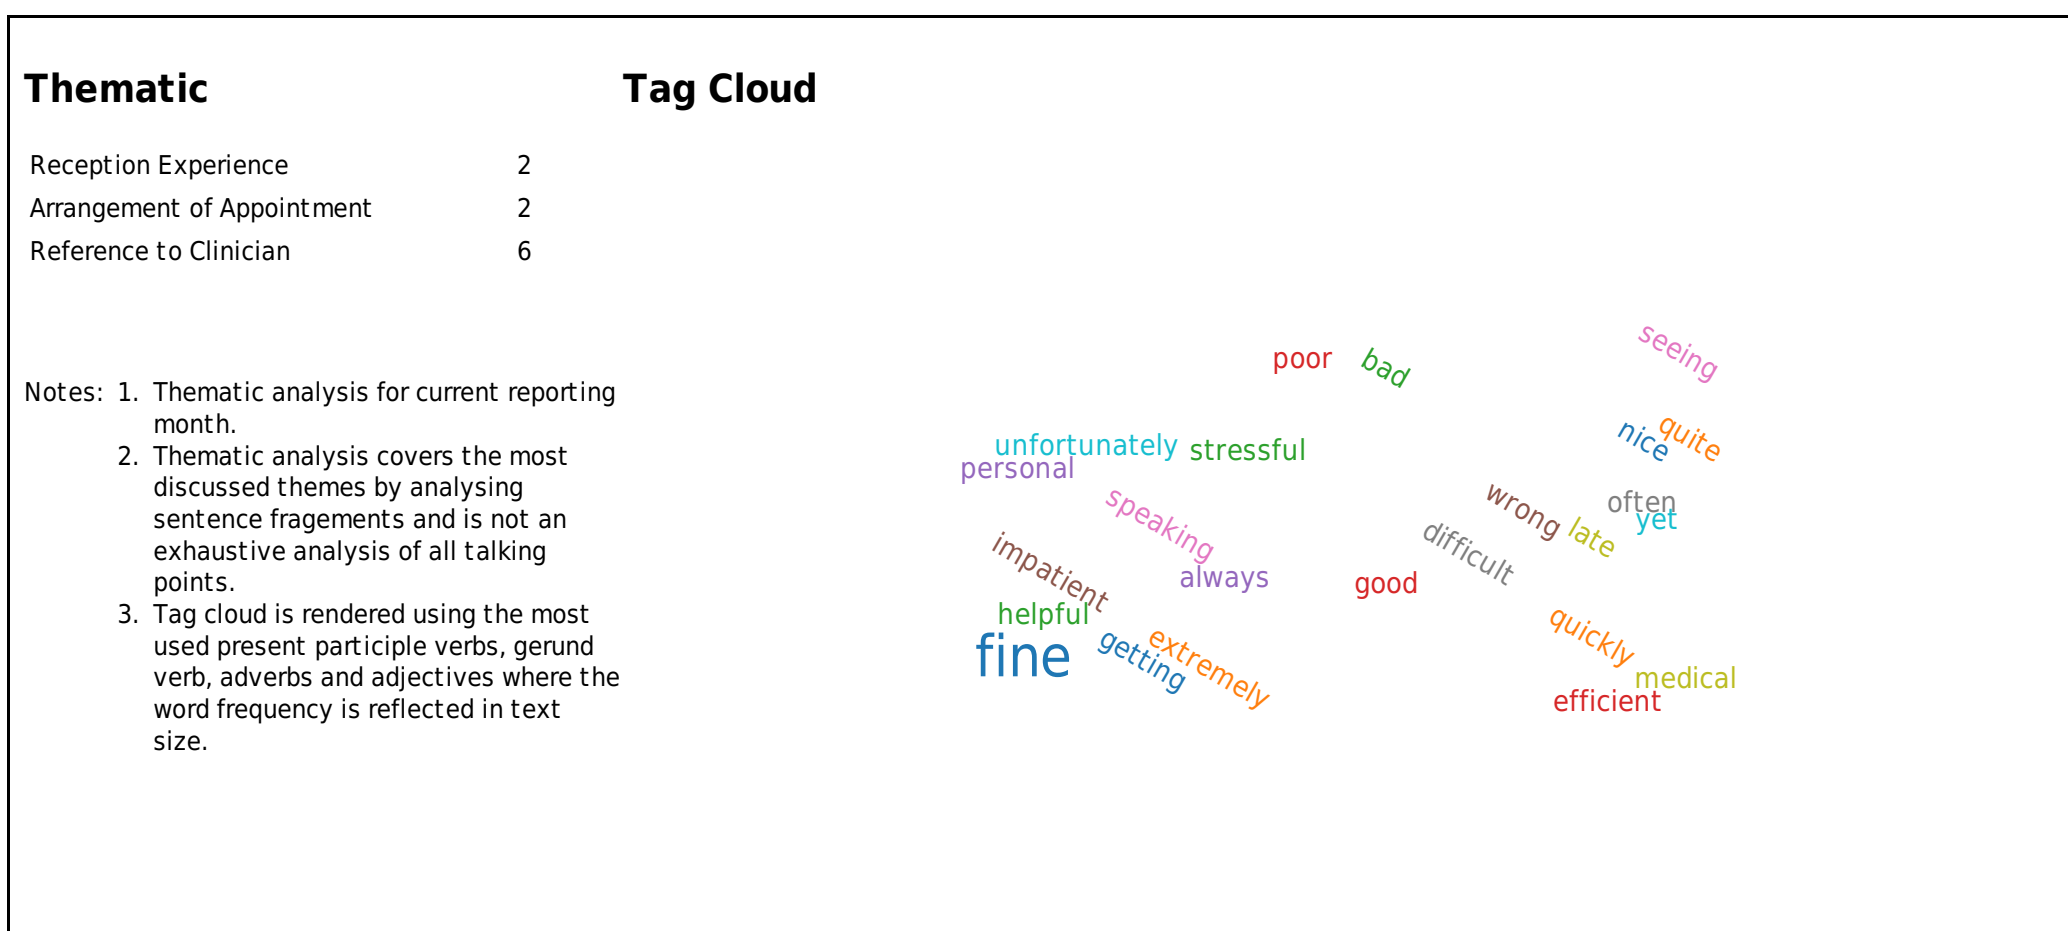 Thematic
Tag Cloud
Reception Experience 2
Arrangement of Appointment 2
Reference to Clinician 6
Notes: 1. Thematic analysis for current reporting
month.
2. Thematic analysis covers the most
discussed themes by analysing
sentence fragements and is not an
exhaustive analysis of all talking
points.
3. Tag cloud is rendered using the most
used present participle verbs, gerund
verb, adverbs and adjectives where the
word frequency is reflected in text
size.
seeing
poor
bad
nice
quite
unfortunately
stressful
personal
wrong
often
yet
late
speaking
difficult
impatient
always
good
helpful
fine
getting
extremely
quickly
medical
efficient